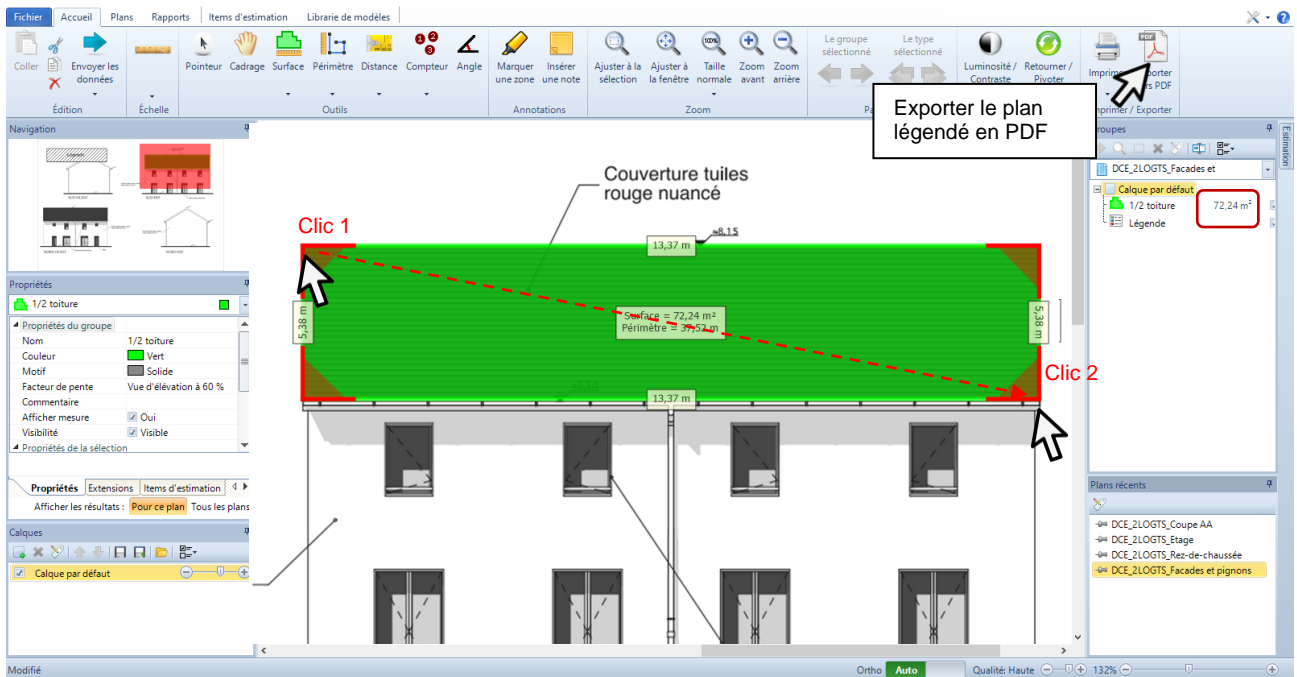 Fichier Accueil Plans Rapports Items d'estimation Librairie de modèles
Coller Envoyer les données Pointeur Cadrage Surface Périmètre Distance Compteur Angle Marquer une zone Insérer une note Ajuster à la sélection Ajuster à la fenêtre Taille normale Zoom avant Zoom arrière Le groupe sélectionné Le type sélectionné Luminosité / Contraste Retourner / Pivoter
100%
PDF
Édition Échelle Outils Annotations Zoom
Exporter le plan
légendé en PDF
Navigation
Légende
Propriétés
1/2 toiture
Propriétés du groupe
Nom 1/2 toiture
Couleur Vert
Motif Solide
Facteur de pente Vue d'élévation à 60 %
Commentaire
Afficher mesure Oui
Visibilité Visible
Propriétés de la sélection
Propriétés Extensions Items d'estimation
Afficher les résultats : Pour ce plan Tous les plans
Calques
Calque par défaut
Couverture tuiles
rouge nuancé
Clic 1
≈8,15
13,37 m
5,38 m
Surface = 72,24 m²
Périmètre = 37,52 m
5,38 m
Clic 2
13,37 m
Estimation
DCE_2LOGTS_Facades et
Calque par défaut
1/2 toiture 72,24 m²
Légende
Plans récents
DCE_2LOGTS_Coupe AA
DCE_2LOGTS_Etage
DCE_2LOGTS_Rez-de-chaussée
DCE_2LOGTS_Facades et pignons
Modifié Ortho Auto Qualité: Haute 132%